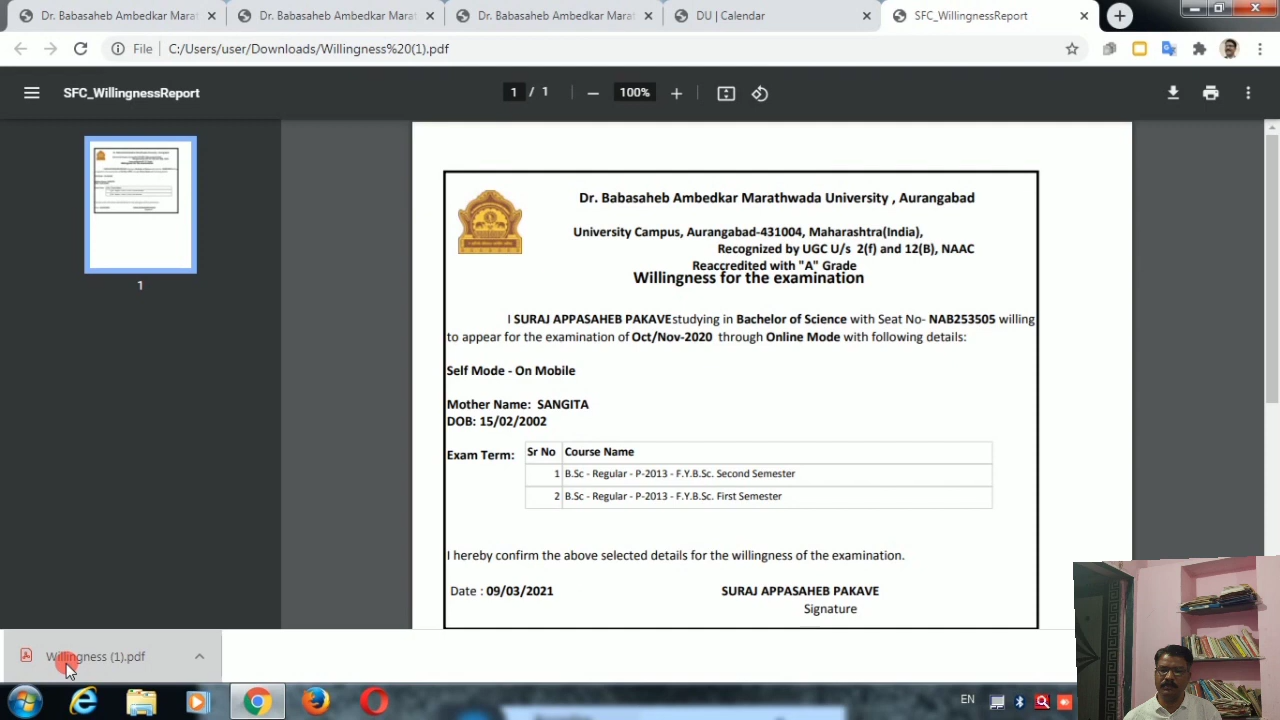 Dr. Babasaheb Ambedkar Marat
Dr. Babasaheb Ambedkar Marat
Dr. Babasaheb Ambedkar Marat
DU | Calendar
SFC_WillingnessReport
File
C:/Users/user/Downloads/Willingness%20(1).pdf
SFC_WillingnessReport
1 / 1
100%
1
Dr. Babasaheb Ambedkar Marathwada University , Aurangabad
University Campus, Aurangabad-431004, Maharashtra(India),
Recognized by UGC U/s 2(f) and 12(B), NAAC
Reaccredited with "A" Grade
Willingness for the examination
I SURAJ APPASAHEB PAKAVE studying in Bachelor of Science with Seat No- NAB253505 willing
to appear for the examination of Oct/Nov-2020 through Online Mode with following details:
Self Mode - On Mobile
Mother Name: SANGITA
DOB: 15/02/2002
Exam Term:
Sr No Course Name
1 B.Sc - Regular - P-2013 - F.Y.B.Sc. Second Semester
2 B.Sc - Regular - P-2013 - F.Y.B.Sc. First Semester
I hereby confirm the above selected details for the willingness of the examination.
Date : 09/03/2021
SURAJ APPASAHEB PAKAVE
Signature
Willingness (1).pdf
EN